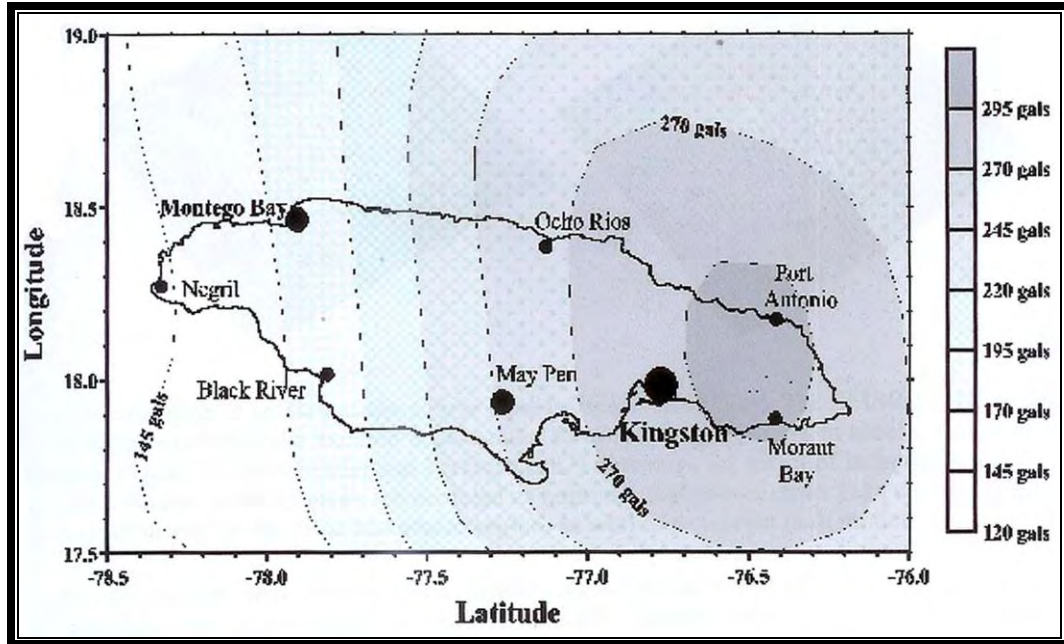 19.0
18.5
18.0
17.5
Longitude
-78.5
-78.0
-77.5
-77.0
-76.5
-76.0
Latitude
Montego Bay
Negril
Black River
Ocho Rios
May Pen
Kingston
Port
Antonio
Morant
Bay
145 gals
270 gals
270 gals
295 gals
270 gals
245 gals
220 gals
195 gals
170 gals
145 gals
120 gals